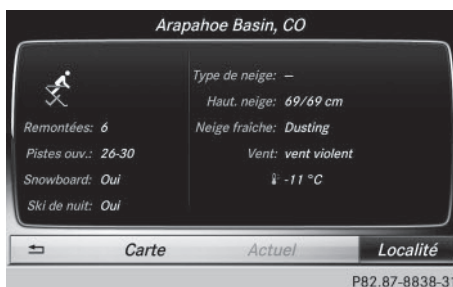 Arapahoe Basin, CO
Type de neige: –
Haut. neige: 69/69 cm
Remontées: 6
Neige fraîche: Dusting
Pistes ouv.: 26-30
Vent: vent violent
Snowboard: Oui
-11 °C
Ski de nuit: Oui
Carte
Actuel
Localité
P82.87-8838-31